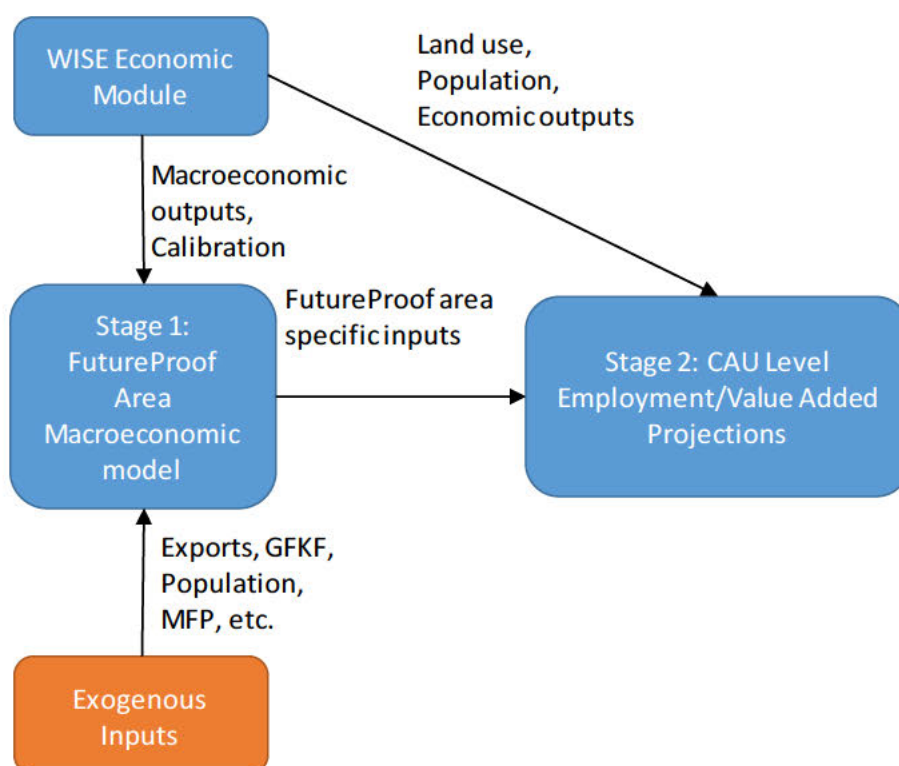 WISE Economic
Module
Land use,
Population,
Economic outputs
Macroeconomic
outputs,
Calibration
Stage 1:
FutureProof
Area
Macroeconomic
model
FutureProof area
specific inputs
Stage 2: CAU Level
Employment/Value Added
Projections
Exports, GFKF,
Population,
MFP, etc.
Exogenous
Inputs